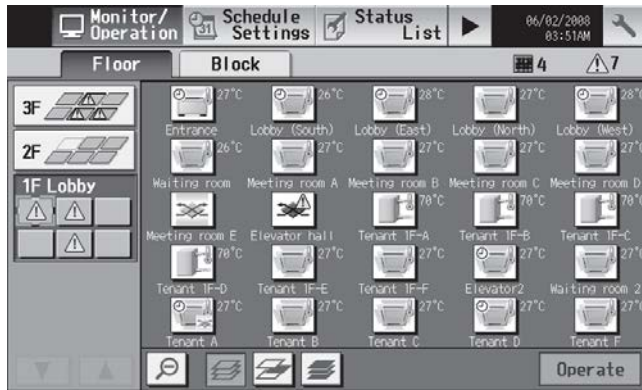 Monitor/ Operation
Schedule Settings
Status List
06/02/2008
03:51AM
Floor
Block
4
7
3F
2F
1F Lobby
27°C 26°C 28°C 27°C 28°C
Entrance Lobby (South) Lobby (East) Lobby (North) Lobby (West)
26°C 27°C 27°C 27°C 27°
Waiting room Meeting room A Meeting room B Meeting room C Meeting room D
70°C 70°C 70°
Meeting room E Elevator hall Tenant 1F-A Tenant 1F-B Tenant 1F-C
70°C 27°C 27°C 27°C 27°
Tenant 1F-D Tenant 1F-E Tenant 1F-F Elevator2 Waiting room 2
27°C 27°C 27°C 27°C 27°
Tenant A Tenant B Tenant C Tenant D Tenant F
Operate